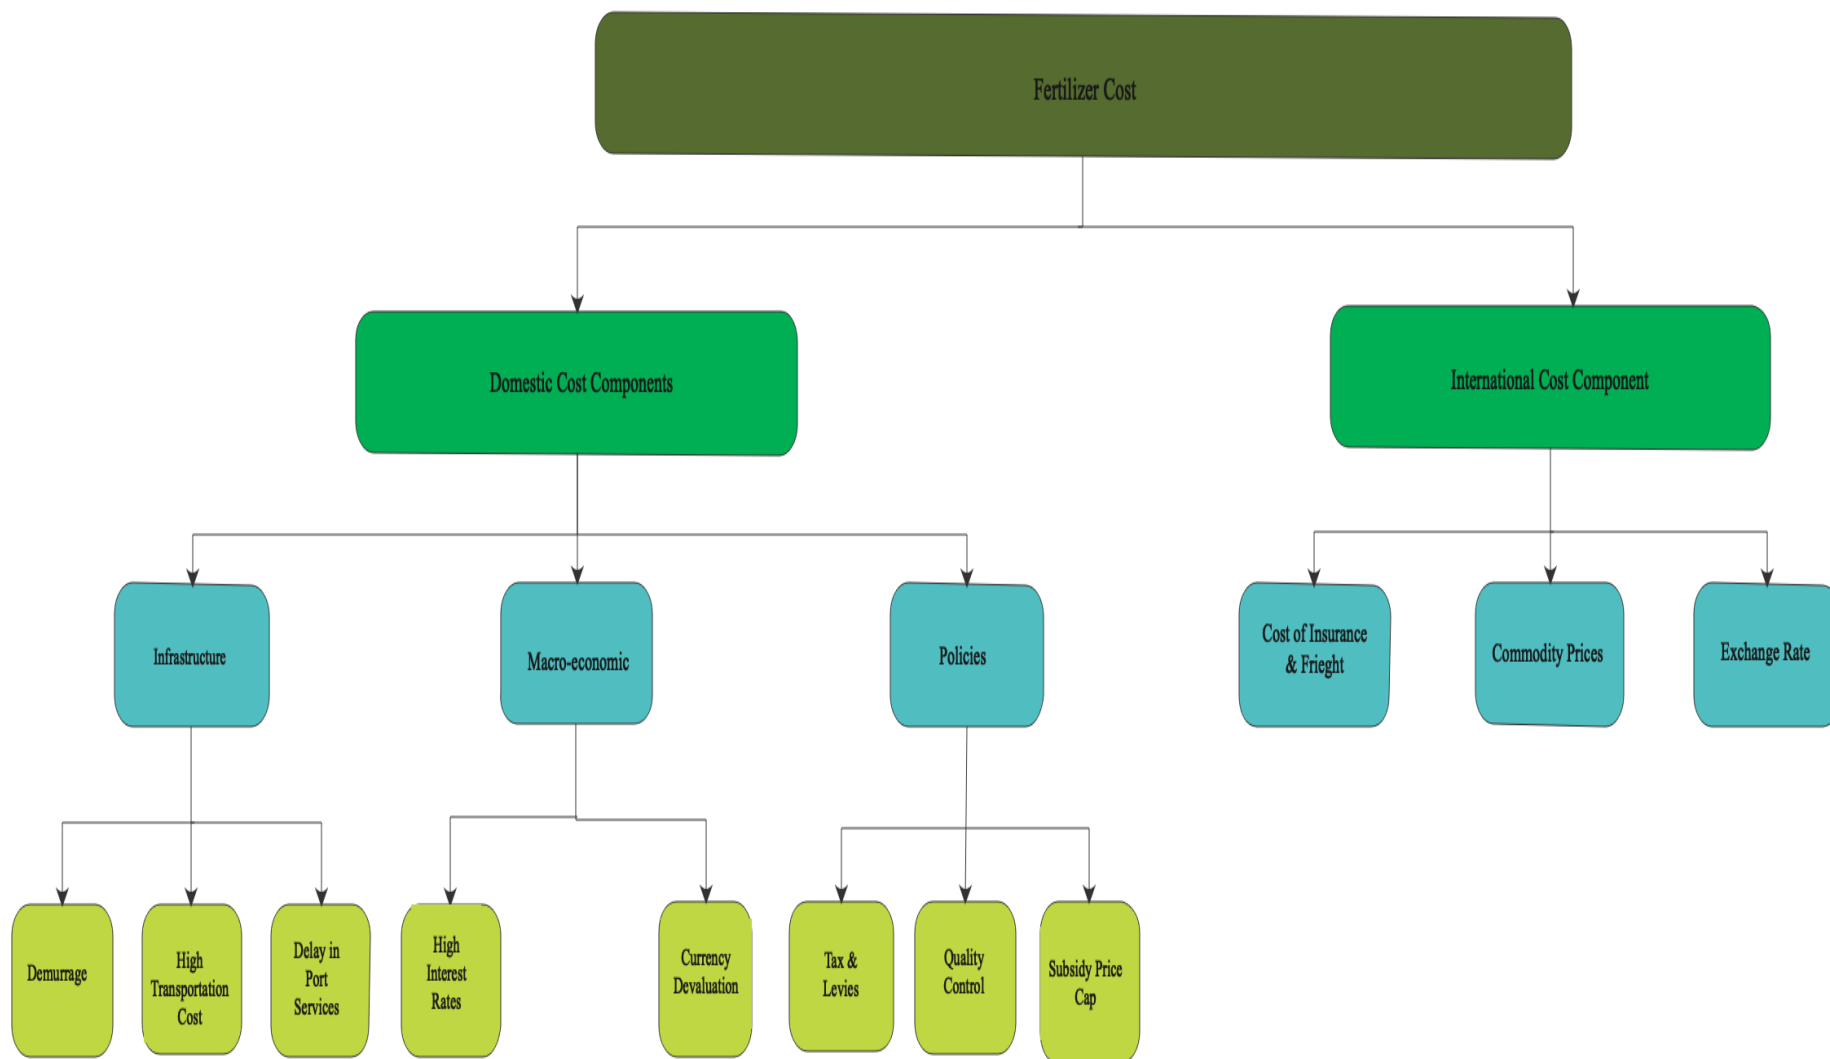 Fertilizer Cost
Domestic Cost Components
International Cost Component
Infrastructure
Macro-economic
Policies
Cost of Insurance
& Frieght
Commodity Prices
Exchange Rate
Demurrage
High
Transportation
Cost
Delay in
Port
Services
High
Interest
Rates
Currency
Devaluation
Tax &
Levies
Quality
Control
Subsidy Price
Cap